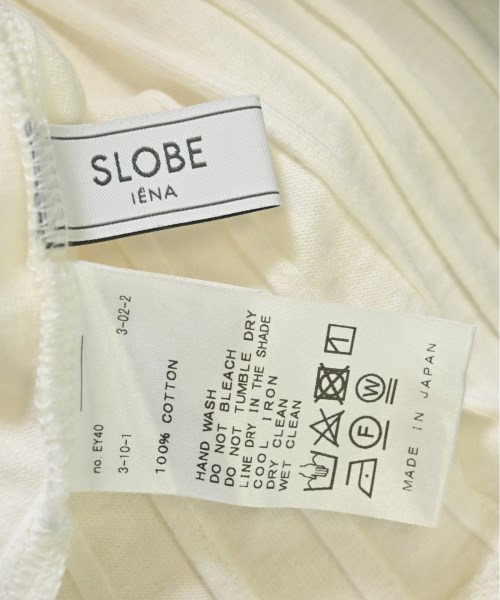 SLOBE
IÉNA
no. EY40
3-10-1
3-02-2
100% COTTON
HAND WASH
DO NOT BLEACH
DO NOT TUMBLE DRY
LINE DRY IN THE SHADE
COOL IRON
DRY CLEAN
WET CLEAN
F
W
MADE IN JAPAN